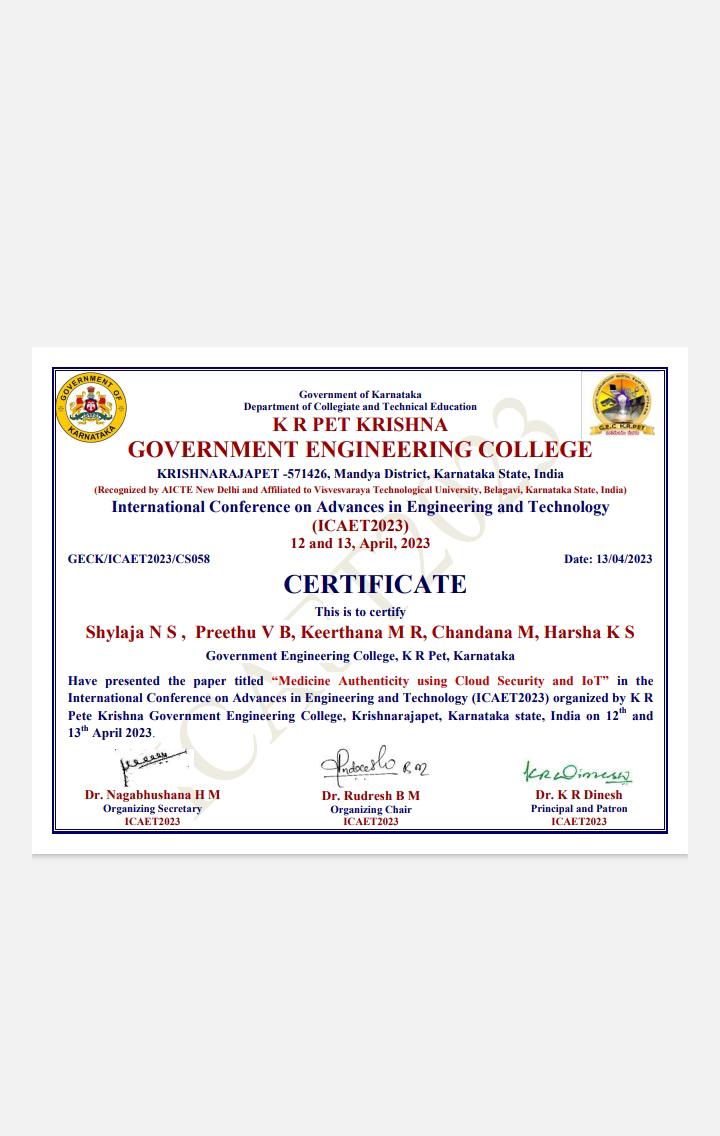 GOVERNMENT OF
KARNATAKA
G.E.C K.R.PET
Government of Karnataka
Department of Collegiate and Technical Education
K R PET KRISHNA
GOVERNMENT ENGINEERING COLLEGE
KRISHNARAJAPET -571426, Mandya District, Karnataka State, India
(Recognized by AICTE New Delhi and Affiliated to Visvesvaraya Technological University, Belagavi, Karnataka State, India)
International Conference on Advances in Engineering and Technology
(ICAET2023)
12 and 13, April, 2023
GECK/ICAET2023/CS058 Date: 13/04/2023
CERTIFICATE
This is to certify
Shylaja N S , Preethu V B, Keerthana M R, Chandana M, Harsha K S
Government Engineering College, K R Pet, Karnataka
Have presented the paper titled “Medicine Authenticity using Cloud Security and IoT” in the
International Conference on Advances in Engineering and Technology (ICAET2023) organized by K R
Pete Krishna Government Engineering College, Krishnarajapet, Karnataka state, India on 12th and
13th April 2023.
ICAET 2023
Dr. Nagabhushana H M Dr. Rudresh B M Dr. K R Dinesh
Organizing Secretary Organizing Chair Principal and Patron
ICAET2023 ICAET2023 ICAET2023